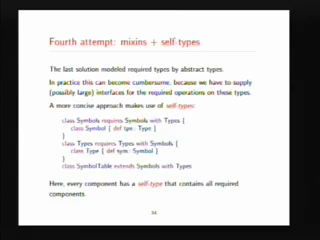 Fourth attempt: mixins + self-types
The last solution modeled required types by abstract types.
In practice this can become cumbersome, because we have to supply
(possibly large) interfaces for the required operations on these types.
A more concise approach makes use of self-types:
class Symbols requires Symbols with Types {
class Symbol { def tpe : Type }
}
class Types requires Types with Symbols {
class Type { def sym : Symbol }
}
class SymbolTable extends Symbols with Types
Here, every component has a self-type that contains all required
components.
34